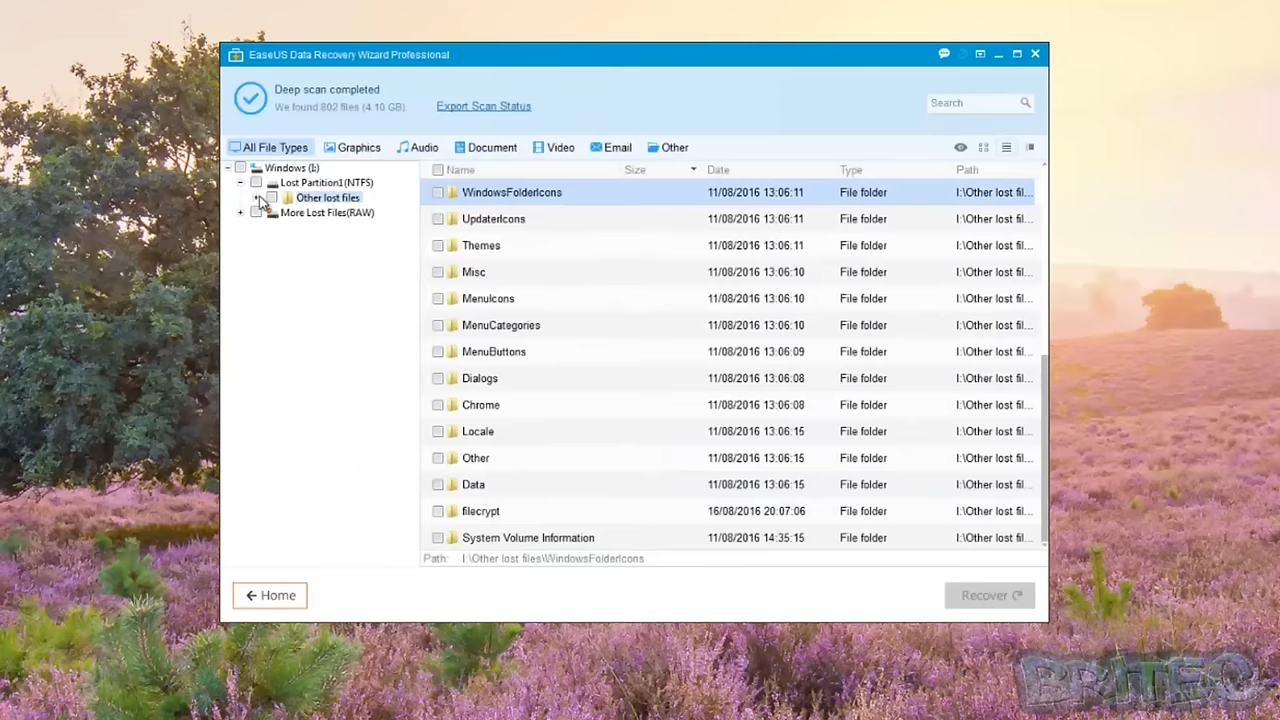 EaseUS Data Recovery Wizard Professional
Deep scan completed
We found 802 files (4.10 GB).
Export Scan Status
Search
All File Types Graphics Audio Document Video Email Other
Windows (I:)
Lost Partition1(NTFS)
Other lost files
More Lost Files(RAW)
Name Size Date Type Path
WindowsFolderIcons 11/08/2016 13:06:11 File folder I:\Other lost fil...
UpdaterIcons 11/08/2016 13:06:11 File folder I:\Other lost fil...
Themes 11/08/2016 13:06:11 File folder I:\Other lost fil...
Misc 11/08/2016 13:06:10 File folder I:\Other lost fil...
MenuIcons 11/08/2016 13:06:10 File folder I:\Other lost fil...
MenuCategories 11/08/2016 13:06:10 File folder I:\Other lost fil...
MenuButtons 11/08/2016 13:06:09 File folder I:\Other lost fil...
Dialogs 11/08/2016 13:06:08 File folder I:\Other lost fil...
Chrome 11/08/2016 13:06:08 File folder I:\Other lost fil...
Locale 11/08/2016 13:06:15 File folder I:\Other lost fil...
Other 11/08/2016 13:06:15 File folder I:\Other lost fil...
Data 11/08/2016 13:06:15 File folder I:\Other lost fil...
filecrypt 16/08/2016 20:07:06 File folder I:\Other lost fil...
System Volume Information 11/08/2016 14:35:15 File folder I:\Other lost fil...
Path: I:\Other lost files\WindowsFolderIcons
Home
Recover
BRITEC